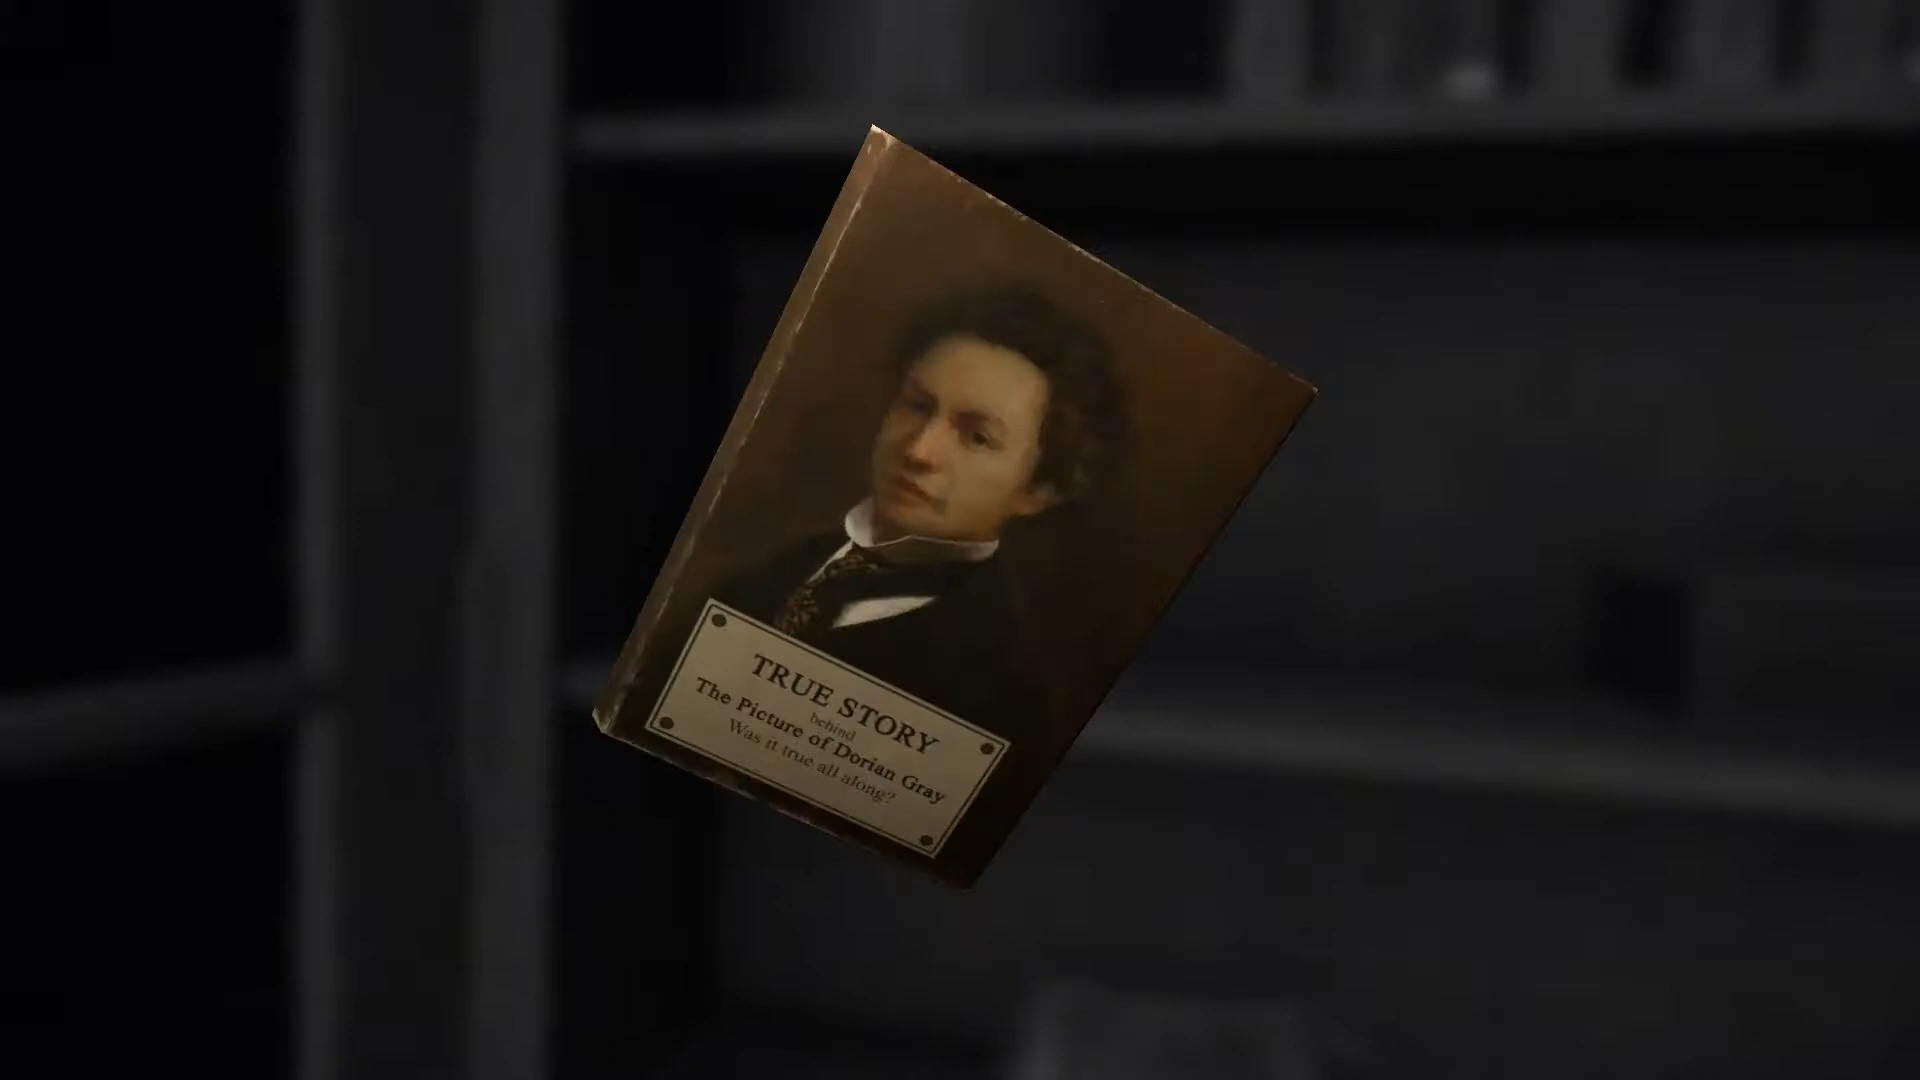 TRUE STORY
behind
The Picture of Dorian Gray
Was it true all along?